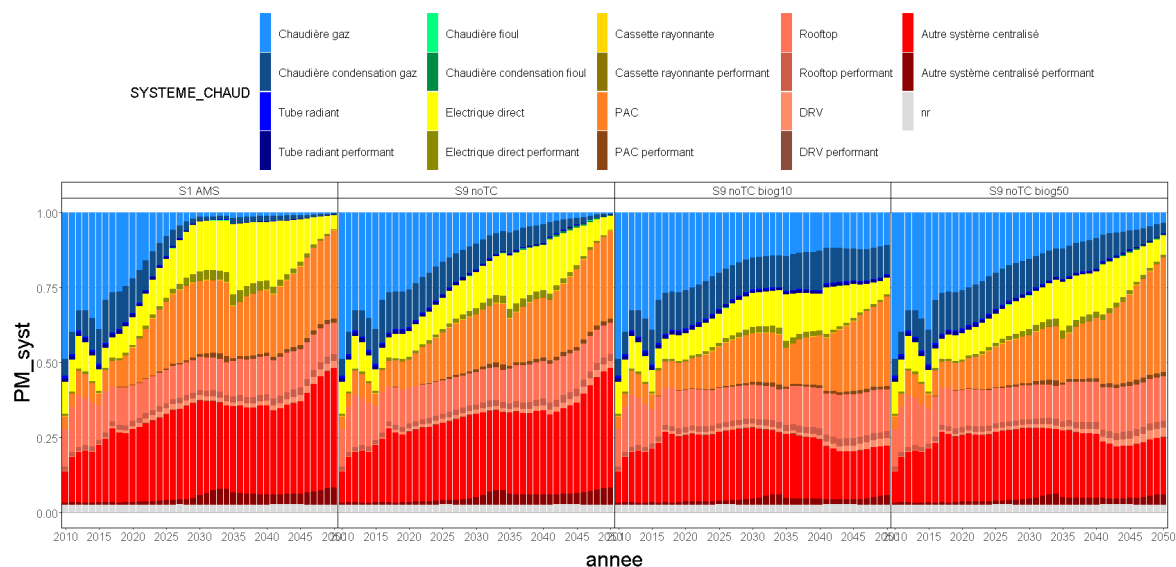 Chaudière gaz Chaudière fioul Cassette rayonnante Rooftop Autre système centralisé
Chaudière condensation gaz Chaudière condensation fioul Cassette rayonnante performant Rooftop performant Autre système centralisé performant
SYSTEME_CHAUD
Tube radiant Electrique direct PAC DRV nr
Tube radiant performant Electrique direct performant PAC performant DRV performant
S1 AMS S9 noTC S9 noTC biog10 S9 noTC biog50
1.00
0.75
0.50
0.25
0.00
PM_syst
2010 2015 2020 2025 2030 2035 2040 2045 2050 2010 2015 2020 2025 2030 2035 2040 2045 2050 2010 2015 2020 2025 2030 2035 2040 2045 2050 2010 2015 2020 2025 2030 2035 2040 2045 2050
annee